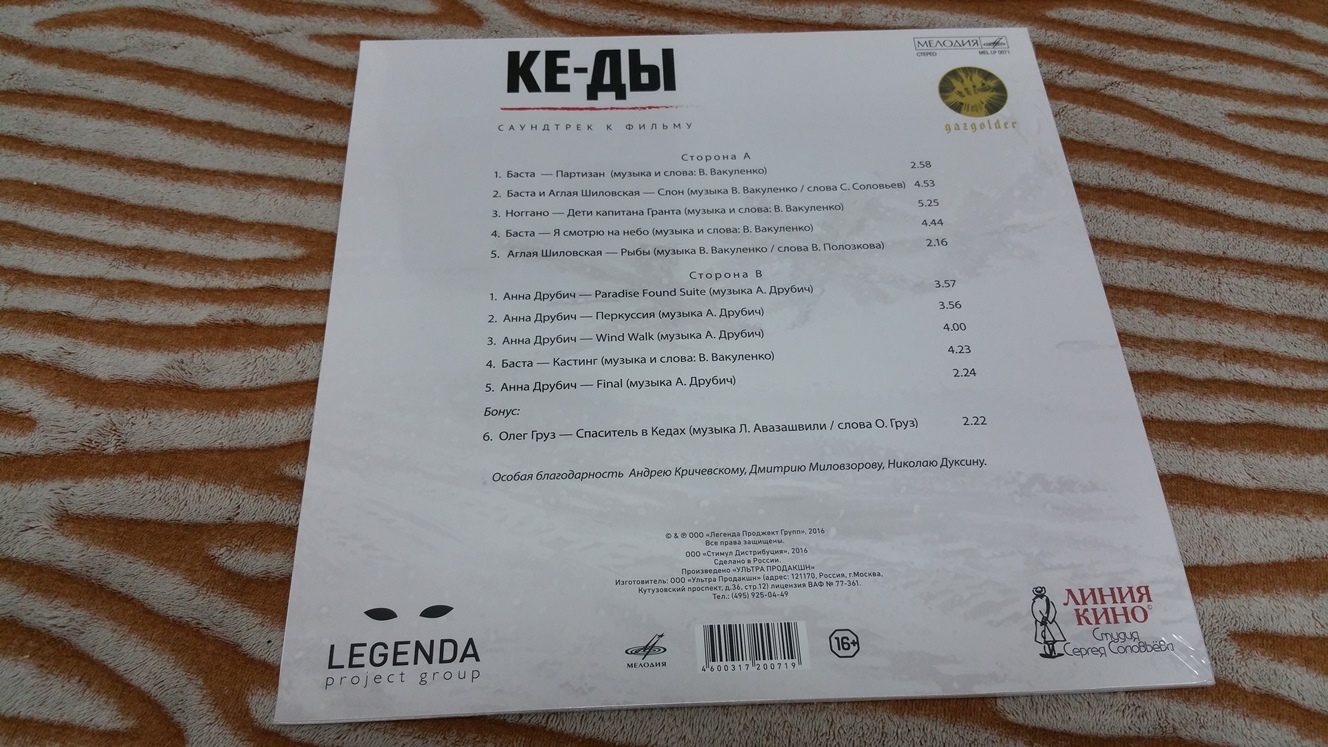 КЕ-ДЫ
САУНДТРЕК К ФИЛЬМУ
МЕЛОДИЯ
СТЕРЕО MEL LP 0071
gazgolder
Сторона А
1. Баста — Партизан (музыка и слова: В. Вакуленко) 2.58
2. Баста и Аглая Шиловская — Слон (музыка В. Вакуленко / слова С. Соловьев) 4.53
3. Ноггано — Дети капитана Гранта (музыка и слова: В. Вакуленко) 5.25
4. Баста — Я смотрю на небо (музыка и слова: В. Вакуленко) 4.44
5. Аглая Шиловская — Рыбы (музыка В. Вакуленко / слова В. Полозкова) 2.16
Сторона В
1. Анна Друбич — Paradise Found Suite (музыка А. Друбич) 3.57
2. Анна Друбич — Перкуссия (музыка А. Друбич) 3.56
3. Анна Друбич — Wind Walk (музыка А. Друбич) 4.00
4. Баста — Кастинг (музыка и слова: В. Вакуленко) 4.23
5. Анна Друбич — Final (музыка А. Друбич) 2.24
Бонус:
6. Олег Груз — Спаситель в Кедах (музыка Л. Авазашвили / слова О. Груз) 2.22
Особая благодарность Андрею Кричевскому, Дмитрию Миловзорову, Николаю Дуксину.
© & ℗ ООО «Легенда Проджект Групп», 2016
Все права защищены.
ООО «Стимул Дистрибуция», 2016
Сделано в России.
Произведено «УЛЬТРА ПРОДАКШН»
Изготовитель: ООО «Ультра Продакшн» (адрес: 121170, Россия, г.Москва,
Кутузовский проспект, д.36, стр.12) лицензия ВАФ № 77-361.
Тел.: (495) 925-04-49
LEGENDA
project group
МЕЛОДИЯ
4 600317 200719
16+
ЛИНИЯ
КИНО©
Студия
Сергея Соловьёва